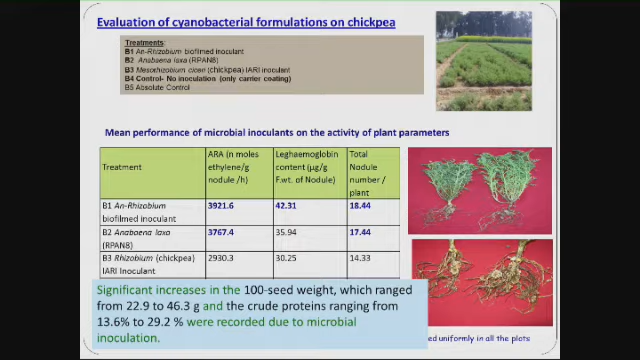 Evaluation of cyanobacterial formulations on chickpea
Treatments:
B1 An-Rhizobium biofilmed inoculant
B2 Anabaena laxa (RPAN8)
B3 Mesorhizobium ciceri (chickpea) IARI inoculant
B4 Control- No inoculation (only carrier coating)
B5 Absolute Control
Mean performance of microbial inoculants on the activity of plant parameters
Treatment
ARA (n moles
ethylene/g
nodule /h)
Leghaemoglobin
content (µg/g
F.wt. of Nodule)
Total
Nodule
number /
plant
B1 An-Rhizobium
biofilmed inoculant
3921.6
42.31
18.44
B2 Anabaena laxa
(RPAN8)
3767.4
35.94
17.44
B3 Rhizobium (chickpea)
IARI Inoculant
2930.3
30.25
14.33
Significant increases in the 100-seed weight, which ranged
from 22.9 to 46.3 g and the crude proteins ranging from
13.6% to 29.2 % were recorded due to microbial
inoculation.
ed uniformly in all the plots